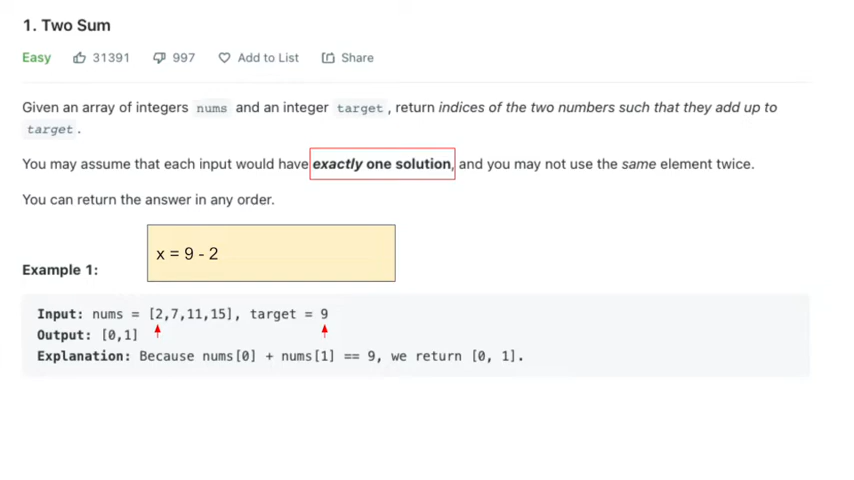 1. Two Sum
Easy 31391 997 Add to List Share
Given an array of integers nums and an integer target, return indices of the two numbers such that they add up to
target.
You may assume that each input would have exactly one solution, and you may not use the same element twice.
You can return the answer in any order.
x = 9 - 2
Example 1:
Input: nums = [2,7,11,15], target = 9
Output: [0,1]
Explanation: Because nums[0] + nums[1] == 9, we return [0, 1].